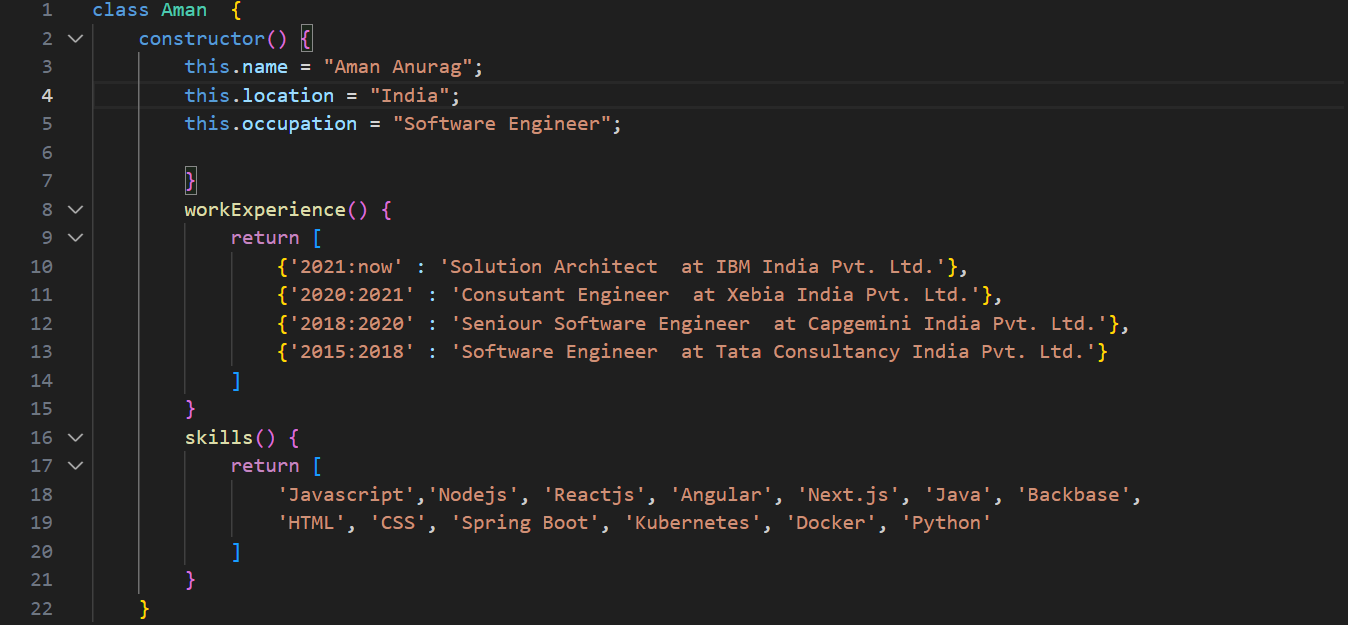 1 class Aman  {
2     constructor() {
3         this.name = "Aman Anurag";
4         this.location = "India";
5         this.occupation = "Software Engineer";
6
7         }
8         workExperience() {
9             return [
10                 {'2021:now' : 'Solution Architect  at IBM India Pvt. Ltd.'},
11                 {'2020:2021' : 'Consutant Engineer  at Xebia India Pvt. Ltd.'},
12                 {'2018:2020' : 'Seniour Software Engineer  at Capgemini India Pvt. Ltd.'},
13                 {'2015:2018' : 'Software Engineer  at Tata Consultancy India Pvt. Ltd.'}
14             ]
15         }
16         skills() {
17             return [
18                 'Javascript','Nodejs', 'Reactjs', 'Angular', 'Next.js', 'Java', 'Backbase',
19                 'HTML', 'CSS', 'Spring Boot', 'Kubernetes', 'Docker', 'Python'
20             ]
21         }
22     }